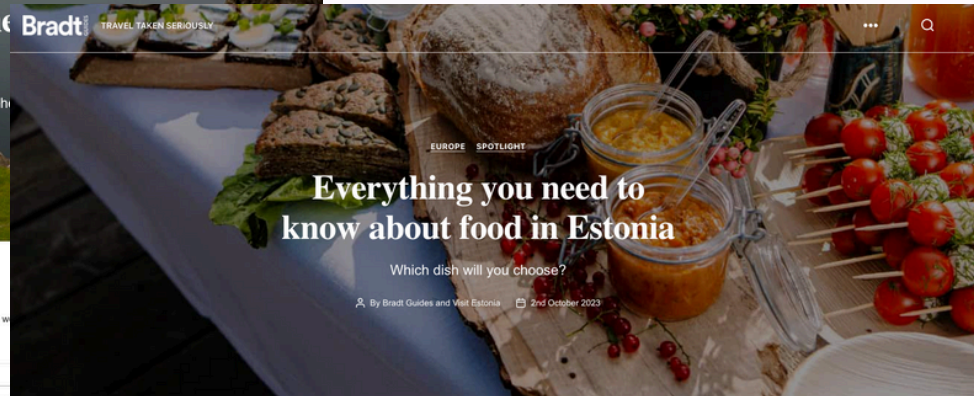 Bradt GUIDES TRAVEL TAKEN SERIOUSLY
EUROPE SPOTLIGHT
Everything you need to
know about food in Estonia
Which dish will you choose?
By Bradt Guides and Visit Estonia 2nd October 2023